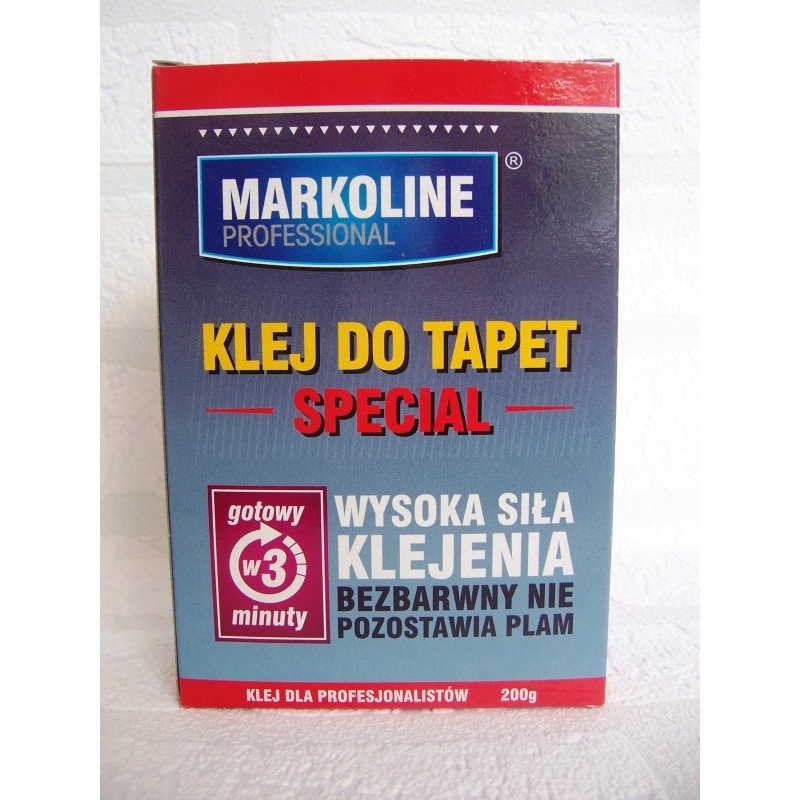 MARKOLINE ®
PROFESSIONAL
KLEJ DO TAPET
SPECIAL
gotowy
w 3
minuty
WYSOKA SIŁA
KLEJENIA
BEZBARWNY NIE
POZOSTAWIA PLAM
KLEJ DLA PROFESJONALISTÓW 200g